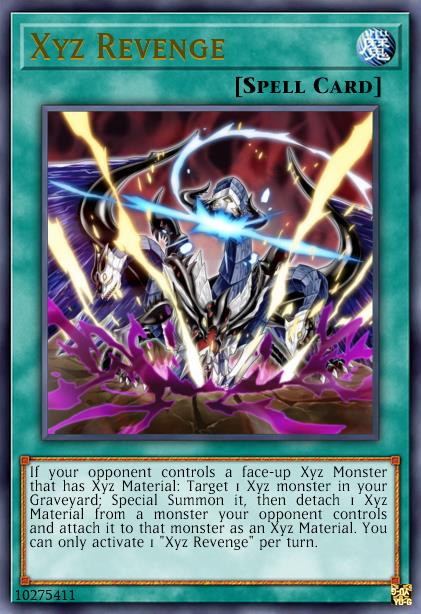 Xyz Revenge
魔
[Spell Card]
If your opponent controls a face-up Xyz Monster
that has Xyz Material: Target 1 Xyz monster in your
Graveyard; Special Summon it, then detach 1 Xyz
Material from a monster your opponent controls
and attach it to that monster as an Xyz Material. You
can only activate 1 "Xyz Revenge" per turn.
10275411